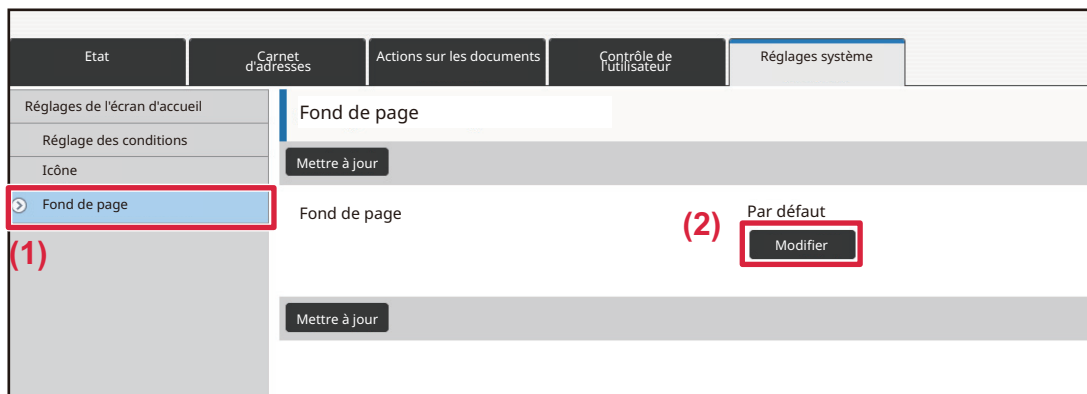 Etat
Carnet
d'adresses
Actions sur les documents
Contrôle de
l'utilisateur
Réglages système
Réglages de l'écran d'accueil
Réglage des conditions
Icône
Fond de page
(1)
Fond de page
Mettre à jour
Fond de page
Par défaut
(2)
Modifier
Mettre à jour